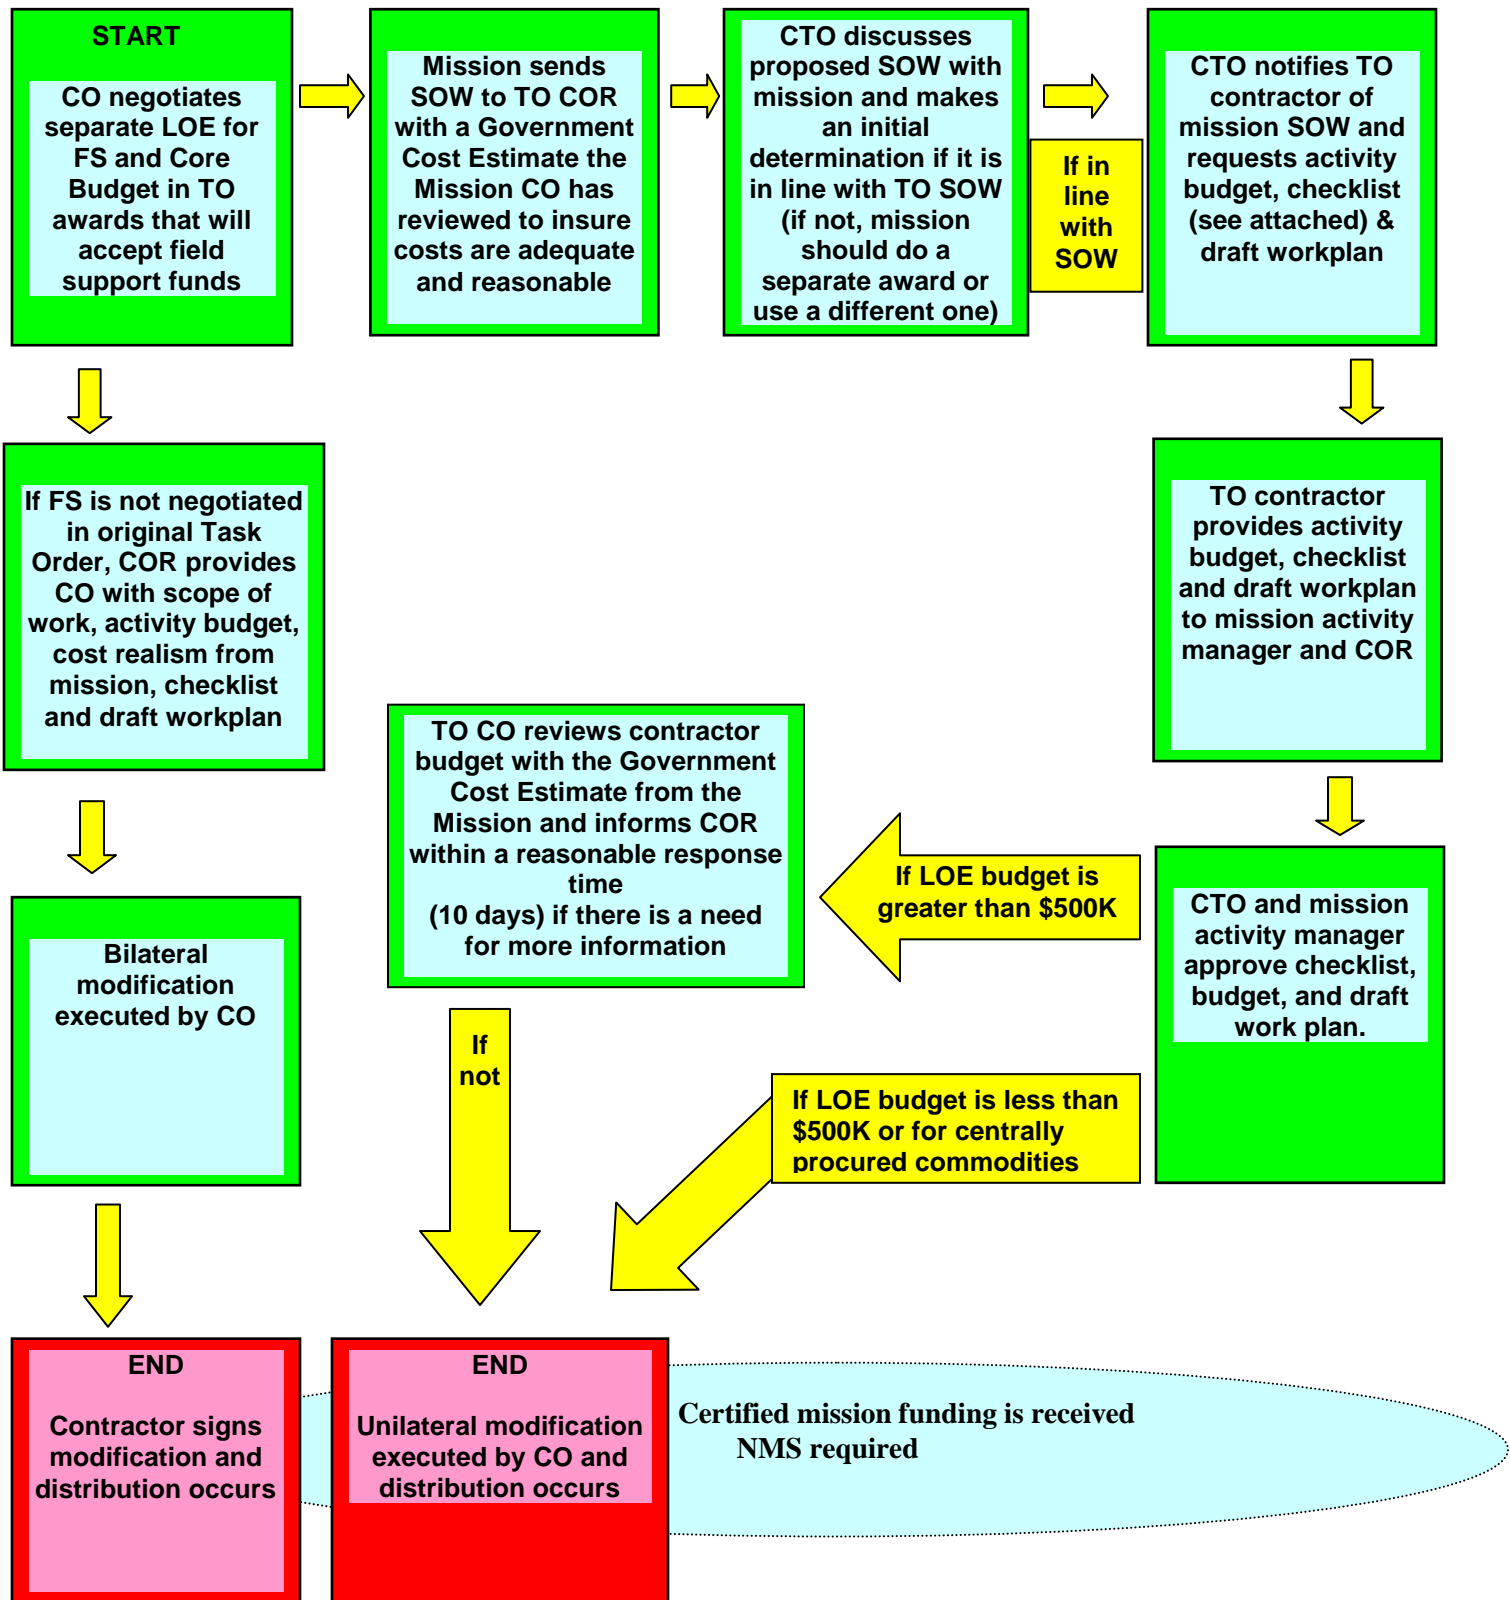 START
CO negotiates
separate LOE for
FS and Core
Budget in TO
awards that will
accept field
support funds
Mission sends
SOW to TO COR
with a Government
Cost Estimate the
Mission CO has
reviewed to insure
costs are adequate
and reasonable
CTO discusses
proposed SOW with
mission and makes
an initial
determination if it is
in line with TO SOW
(if not, mission
should do a
separate award or
use a different one)
If in
line
with
SOW
CTO notifies TO
contractor of
mission SOW and
requests activity
budget, checklist
(see attached) &
draft workplan
If FS is not negotiated
in original Task
Order, COR provides
CO with scope of
work, activity budget,
cost realism from
mission, checklist
and draft workplan
TO contractor
provides activity
budget, checklist
and draft workplan
to mission activity
manager and COR
TO CO reviews contractor
budget with the Government
Cost Estimate from the
Mission and informs COR
within a reasonable response
time
(10 days) if there is a need
for more information
If LOE budget is
greater than $500K
CTO and mission
activity manager
approve checklist,
budget, and draft
work plan.
Bilateral
modification
executed by CO
If
not
If LOE budget is less than
$500K or for centrally
procured commodities
END
Contractor signs
modification and
distribution occurs
END
Unilateral modification
executed by CO and
distribution occurs
Certified mission funding is received
NMS required